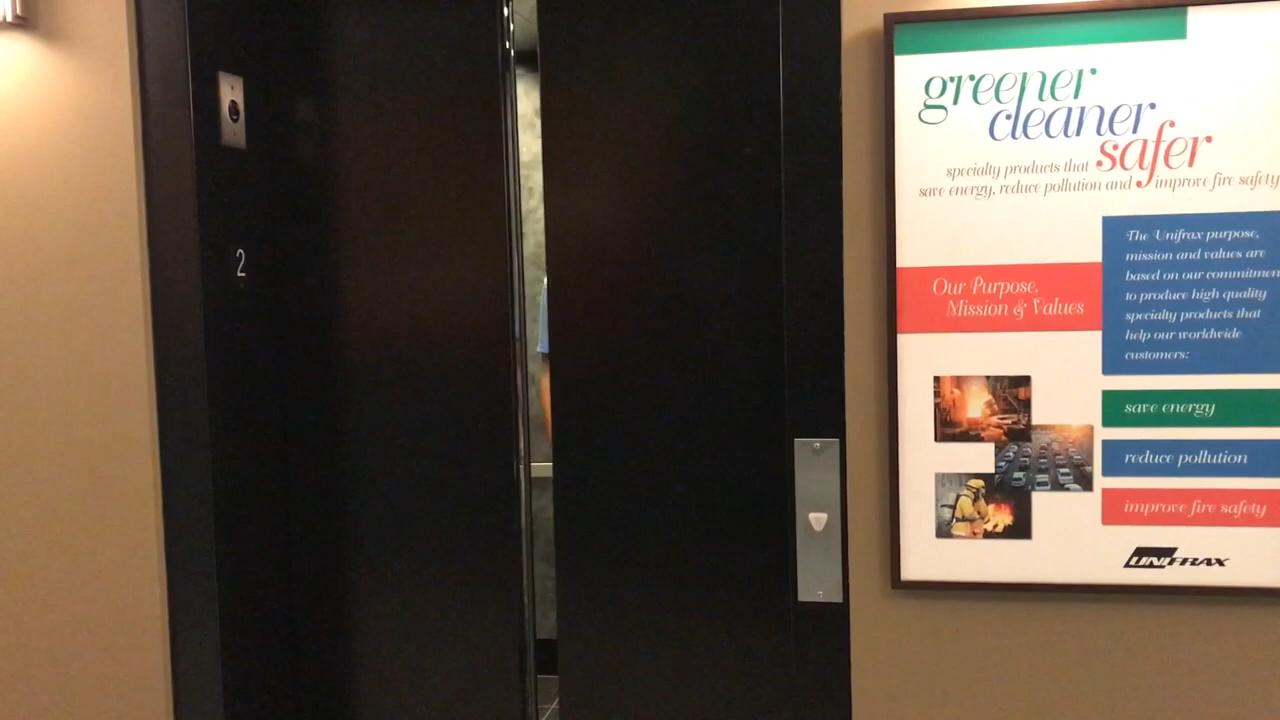 2
greener
cleaner
safer
specialty products that
save energy, reduce pollution and improve fire safety
Our Purpose,
Mission & Values
The Unifrax purpose,
mission and values are
based on our commitmen
to produce high quality
specialty products that
help our worldwide
customers:
save energy
reduce pollution
improve fire safety
UNIFRAX